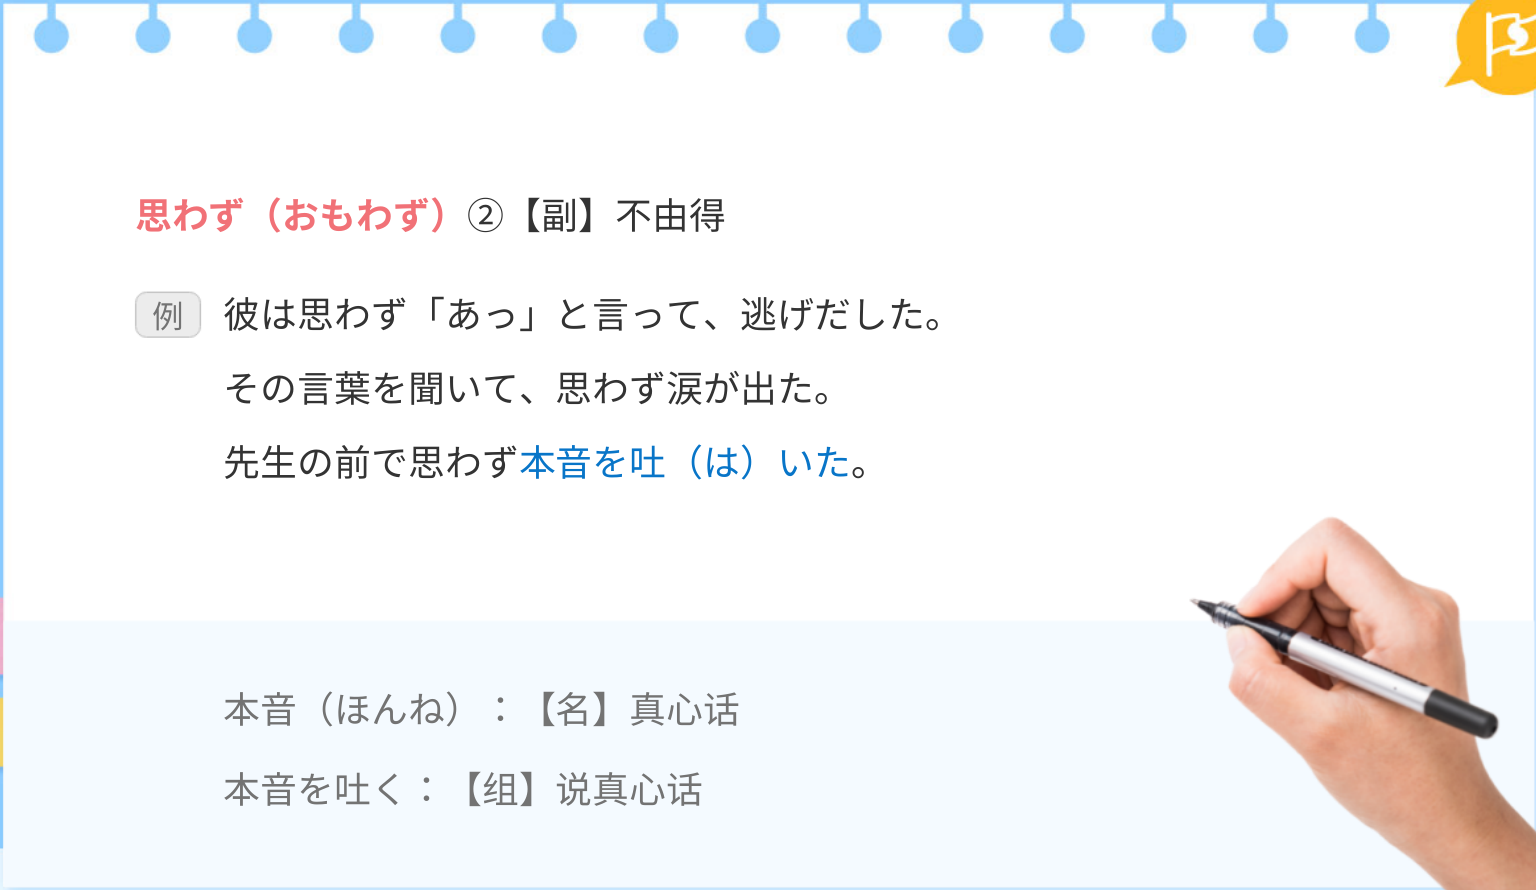 思わず（おもわず）②【副】不由得
例 彼は思わず「あっ」と言って、逃げだした。
その言葉を聞いて、思わず涙が出た。
先生の前で思わず本音を吐（は）いた。
本音（ほんね）：【名】真心话
本音を吐く：【组】说真心话